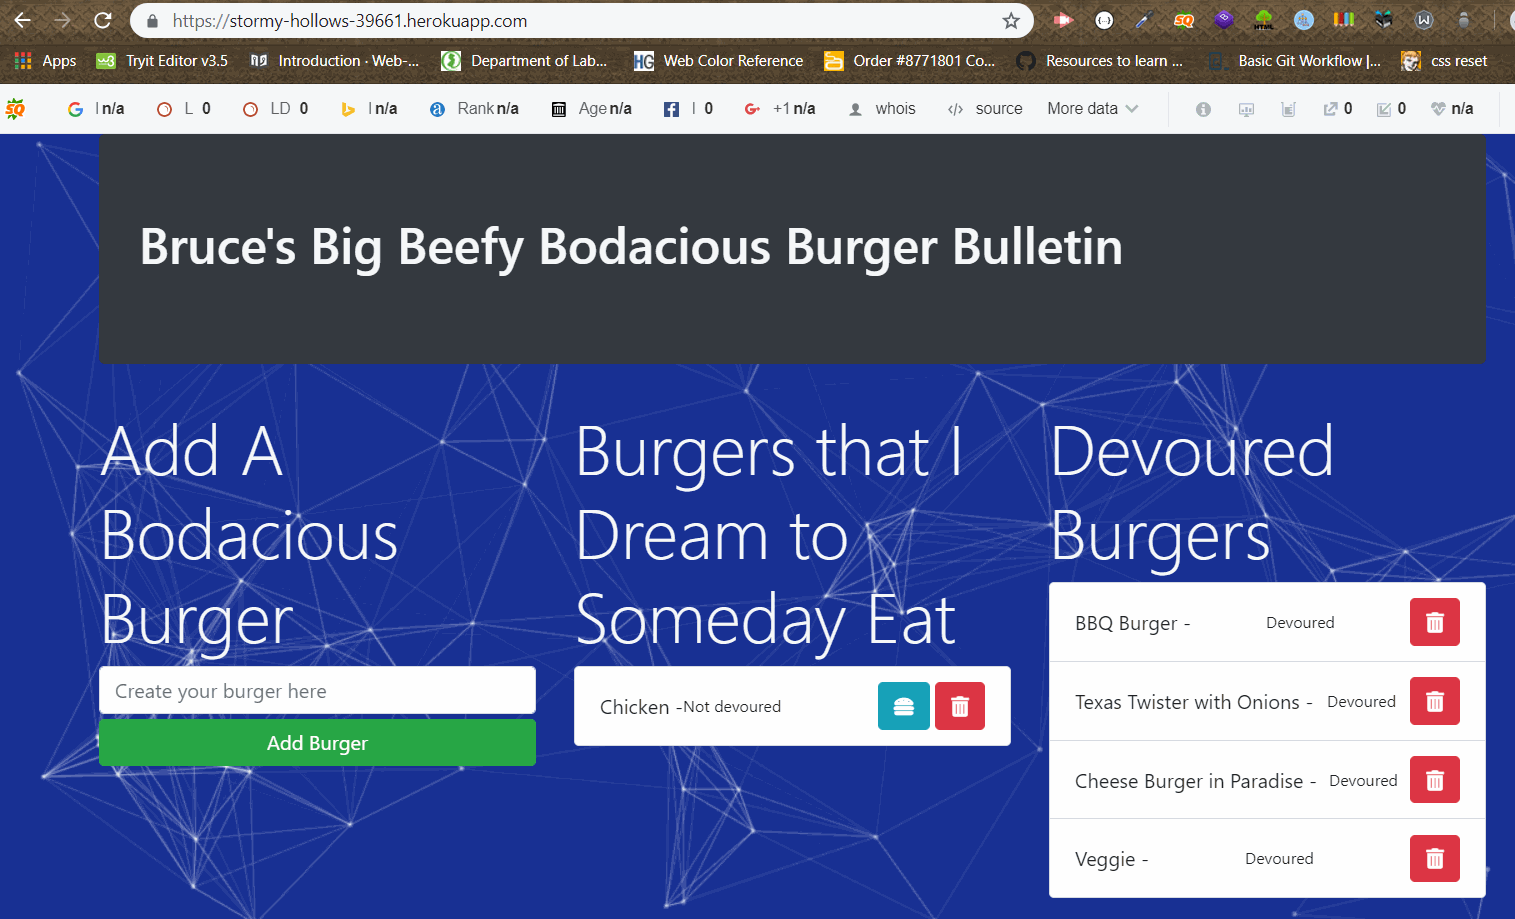 https://stormy-hollows-39661.herokuapp.com
Apps Tryit Editor v3.5 Introduction · Web-... Department of Lab... Web Color Reference Order #8771801 Co... Resources to learn ... Basic Git Workflow |... css reset
SQ I n/a L 0 LD 0 I n/a Rank n/a Age n/a I 0 +1 n/a whois source More data 0 0 n/a
Bruce's Big Beefy Bodacious Burger Bulletin
Add A
Bodacious
Burger
Create your burger here
Add Burger
Burgers that I
Dream to
Someday Eat
Chicken -Not devoured
Devoured
Burgers
BBQ Burger - Devoured
Texas Twister with Onions - Devoured
Cheese Burger in Paradise - Devoured
Veggie - Devoured